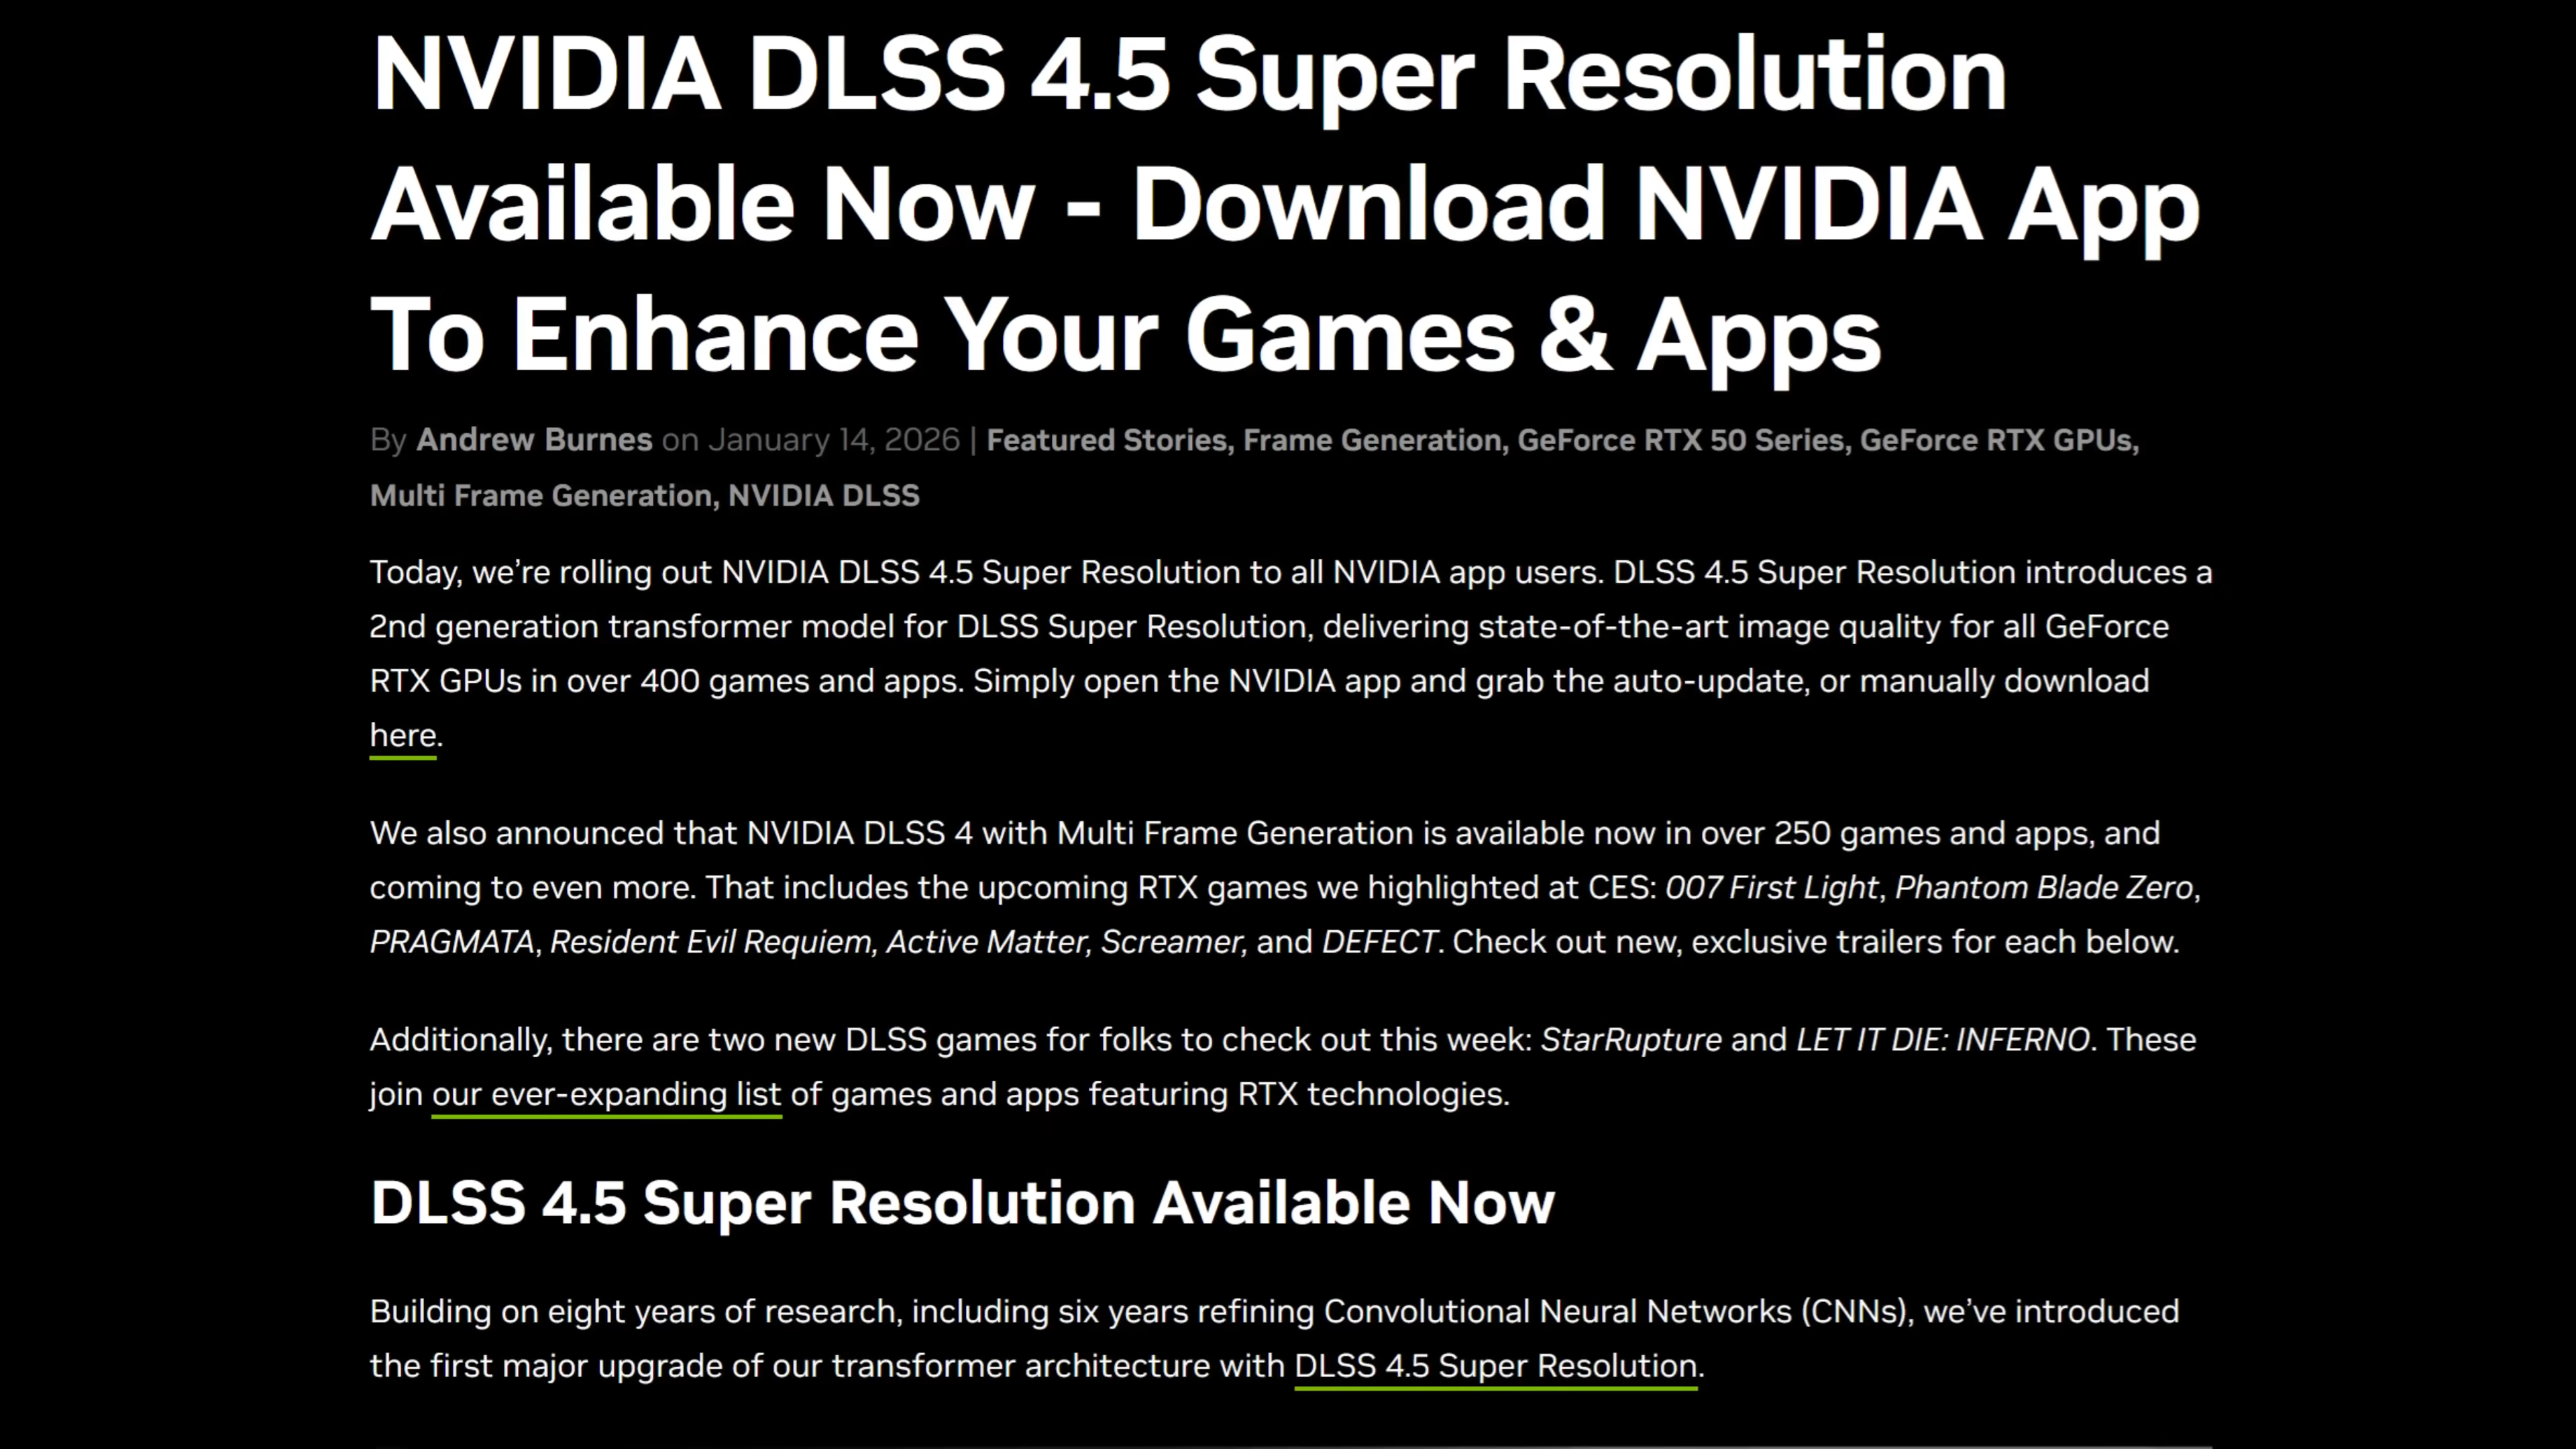 NVIDIA DLSS 4.5 Super Resolution
Available Now - Download NVIDIA App
To Enhance Your Games & Apps
By Andrew Burnes on January 14, 2026 | Featured Stories, Frame Generation, GeForce RTX 50 Series, GeForce RTX GPUs,
Multi Frame Generation, NVIDIA DLSS
Today, we’re rolling out NVIDIA DLSS 4.5 Super Resolution to all NVIDIA app users. DLSS 4.5 Super Resolution introduces a
2nd generation transformer model for DLSS Super Resolution, delivering state-of-the-art image quality for all GeForce
RTX GPUs in over 400 games and apps. Simply open the NVIDIA app and grab the auto-update, or manually download
here.
We also announced that NVIDIA DLSS 4 with Multi Frame Generation is available now in over 250 games and apps, and
coming to even more. That includes the upcoming RTX games we highlighted at CES: 007 First Light, Phantom Blade Zero,
PRAGMATA, Resident Evil Requiem, Active Matter, Screamer, and DEFECT. Check out new, exclusive trailers for each below.
Additionally, there are two new DLSS games for folks to check out this week: StarRupture and LET IT DIE: INFERNO. These
join our ever-expanding list of games and apps featuring RTX technologies.
DLSS 4.5 Super Resolution Available Now
Building on eight years of research, including six years refining Convolutional Neural Networks (CNNs), we’ve introduced
the first major upgrade of our transformer architecture with DLSS 4.5 Super Resolution.